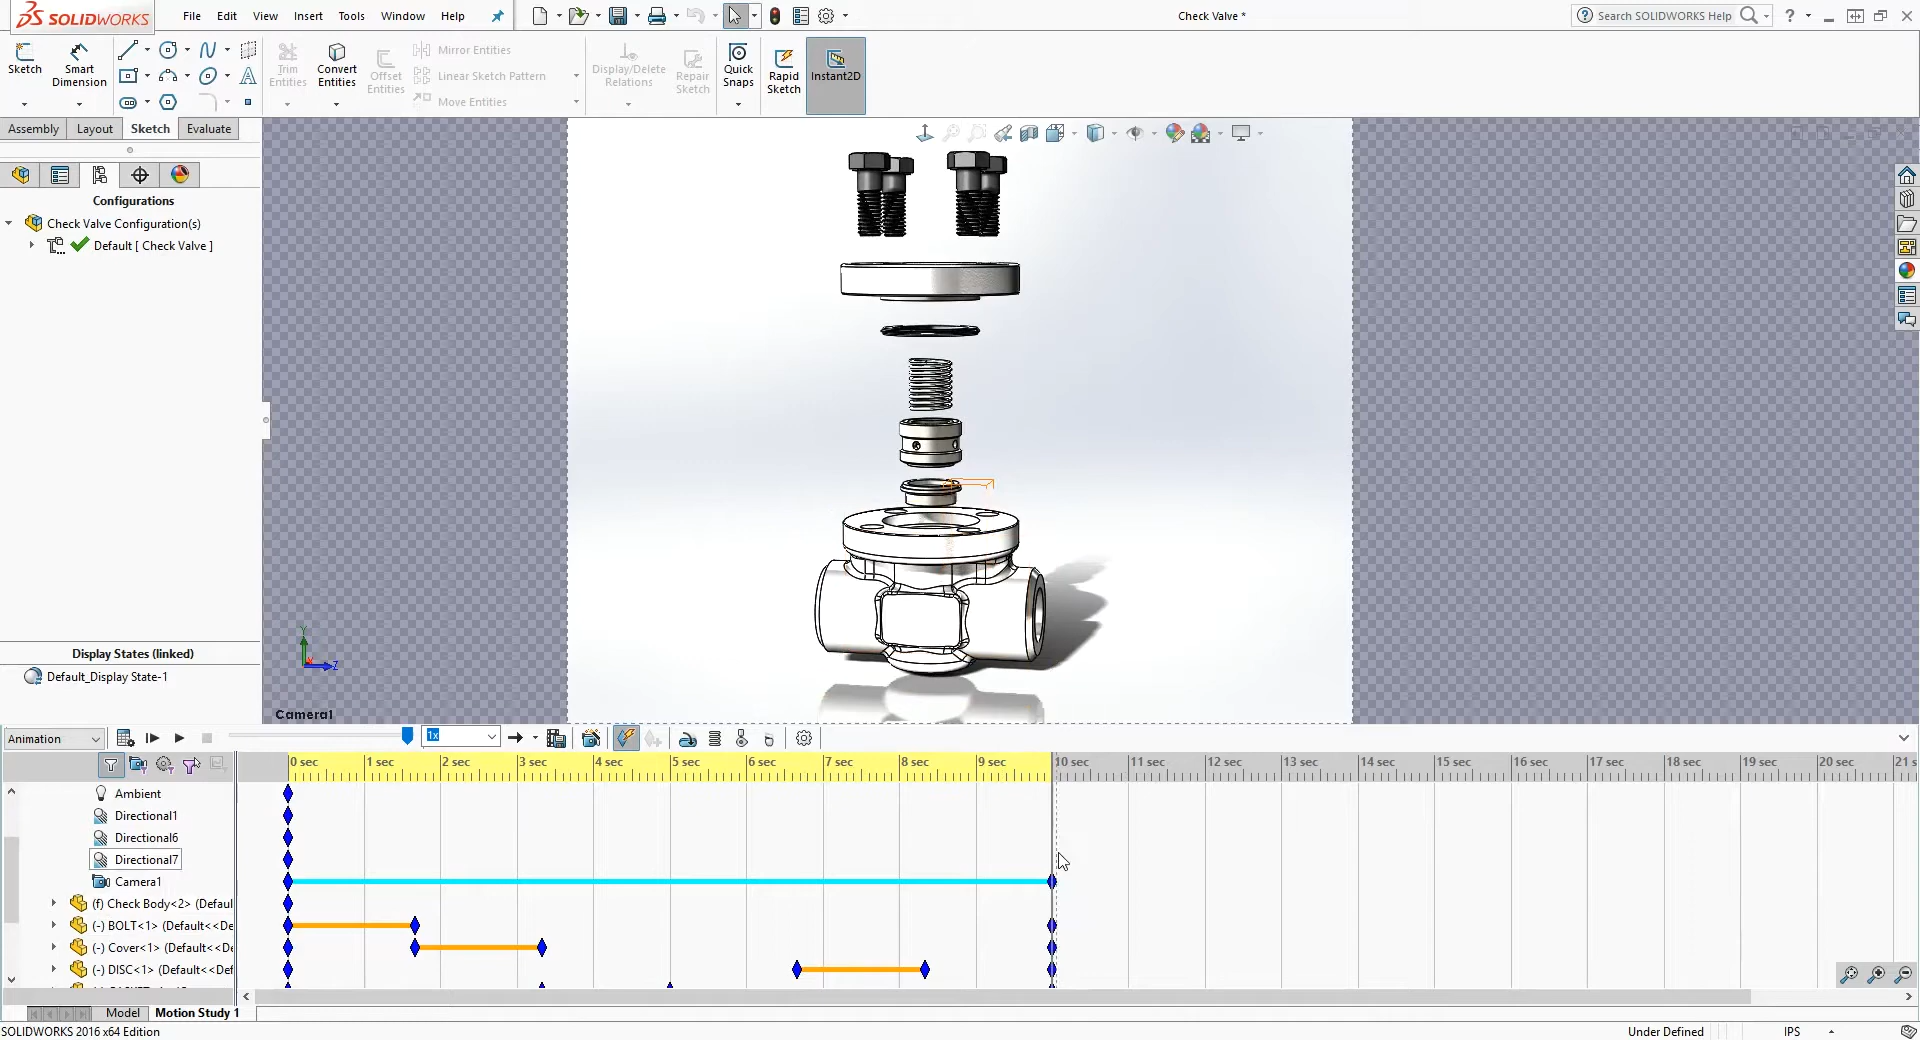 SOLIDWORKS
File Edit View Insert Tools Window Help
Check Valve *
Search SOLIDWORKS Help
?
Sketch
Smart Dimension
Trim Entities
Convert Entities
Offset Entities
Mirror Entities
Linear Sketch Pattern
Move Entities
Display/Delete Relations
Repair Sketch
Quick Snaps
Rapid Sketch
Instant2D
Assembly Layout Sketch Evaluate
Configurations
Check Valve Configuration(s)
Default [ Check Valve ]
Display States (linked)
Default_Display State-1
Y
Z
Camera1
Animation
1x
0 sec 1 sec 2 sec 3 sec 4 sec 5 sec 6 sec 7 sec 8 sec 9 sec 10 sec 11 sec 12 sec 13 sec 14 sec 15 sec 16 sec 17 sec 18 sec 19 sec 20 sec 21 s
Ambient
Directional1
Directional6
Directional7
Camera1
(f) Check Body<2> (Defaul
(-) BOLT<1> (Default<<De
(-) Cover<1> (Default<<De
(-) DISC<1> (Default<<Def
Model Motion Study 1
SOLIDWORKS 2016 x64 Edition
Under Defined
IPS